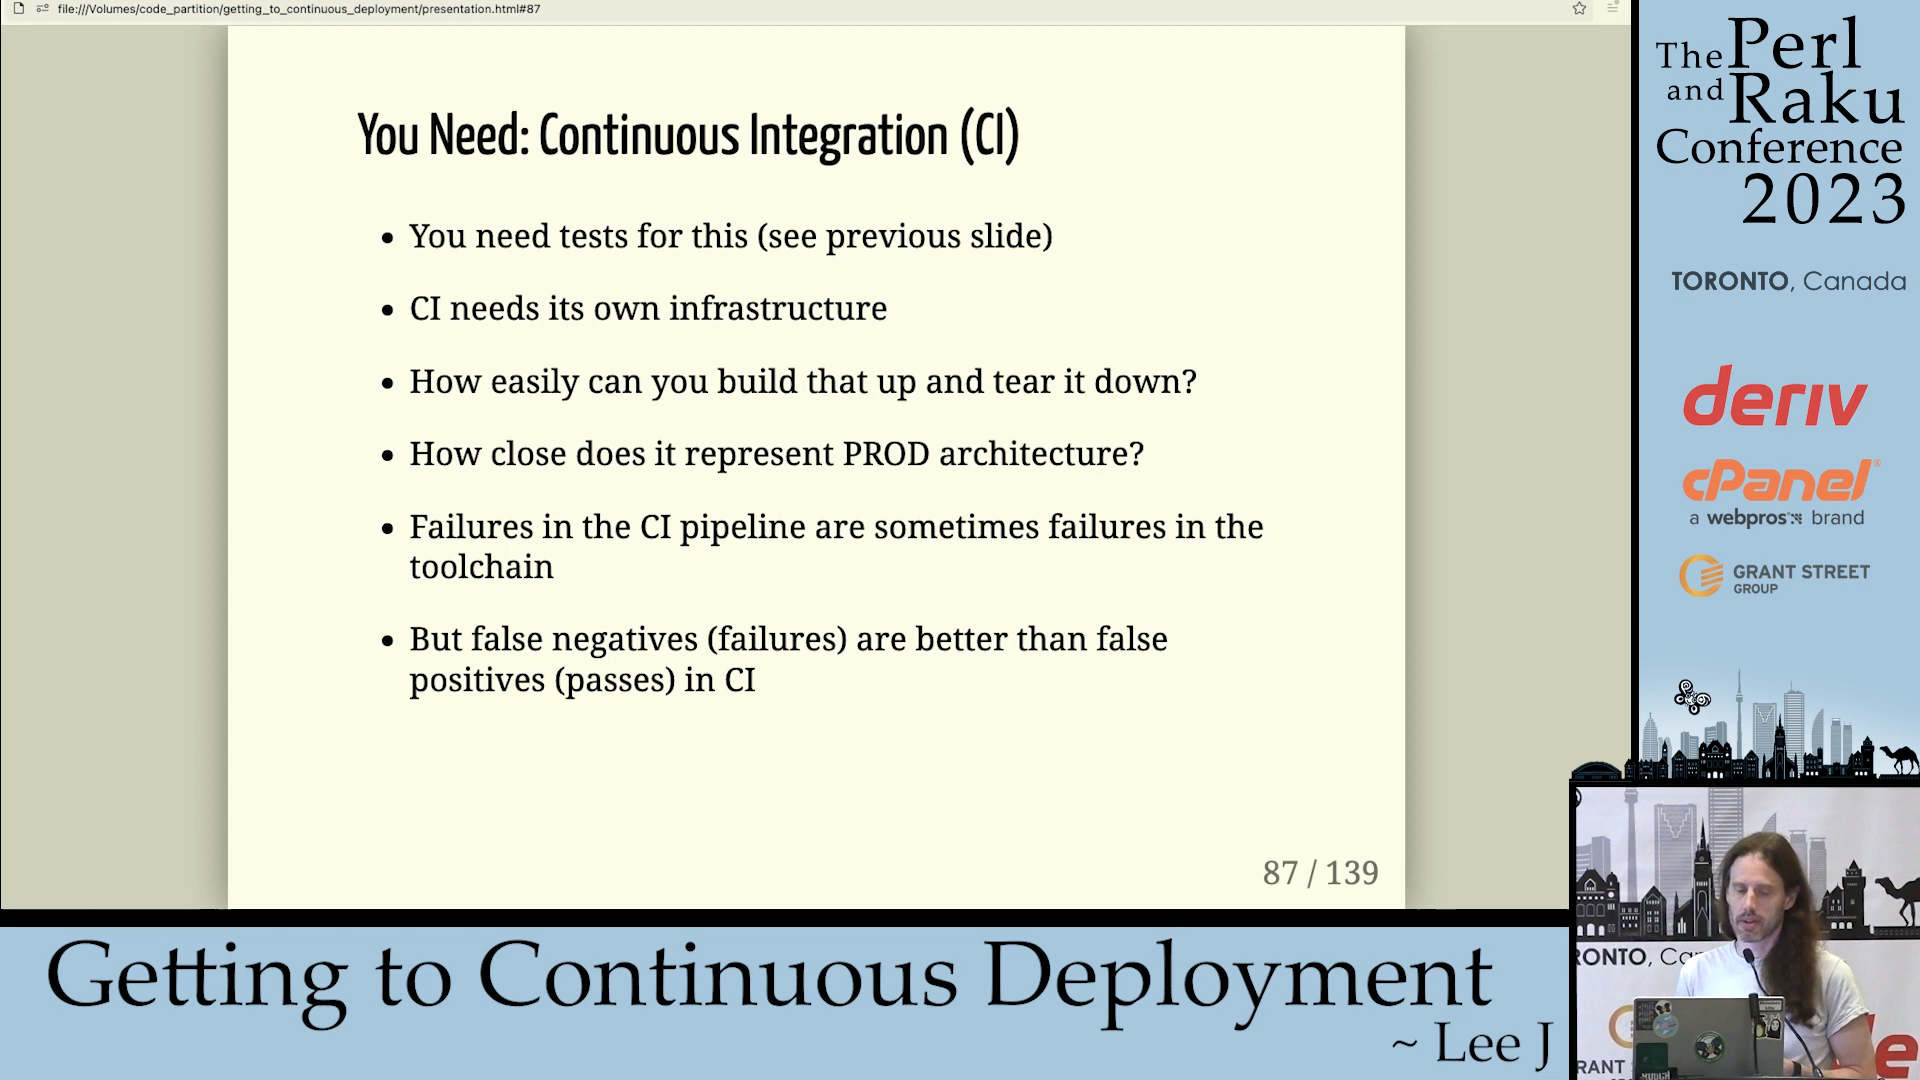 file:///Volumes/code_partition/getting_to_continuous_deployment/presentation.html#87
You Need: Continuous Integration (CI)
• You need tests for this (see previous slide)
• CI needs its own infrastructure
• How easily can you build that up and tear it down?
• How close does it represent PROD architecture?
• Failures in the CI pipeline are sometimes failures in the
toolchain
• But false negatives (failures) are better than false
positives (passes) in CI
87 / 139
The Perl
and Raku
Conference
2023
TORONTO, Canada
deriv
cPanel®
a webpros brand
GRANT STREET
GROUP
Getting to Continuous Deployment
~ Lee J
RONTO, Ca
RANT